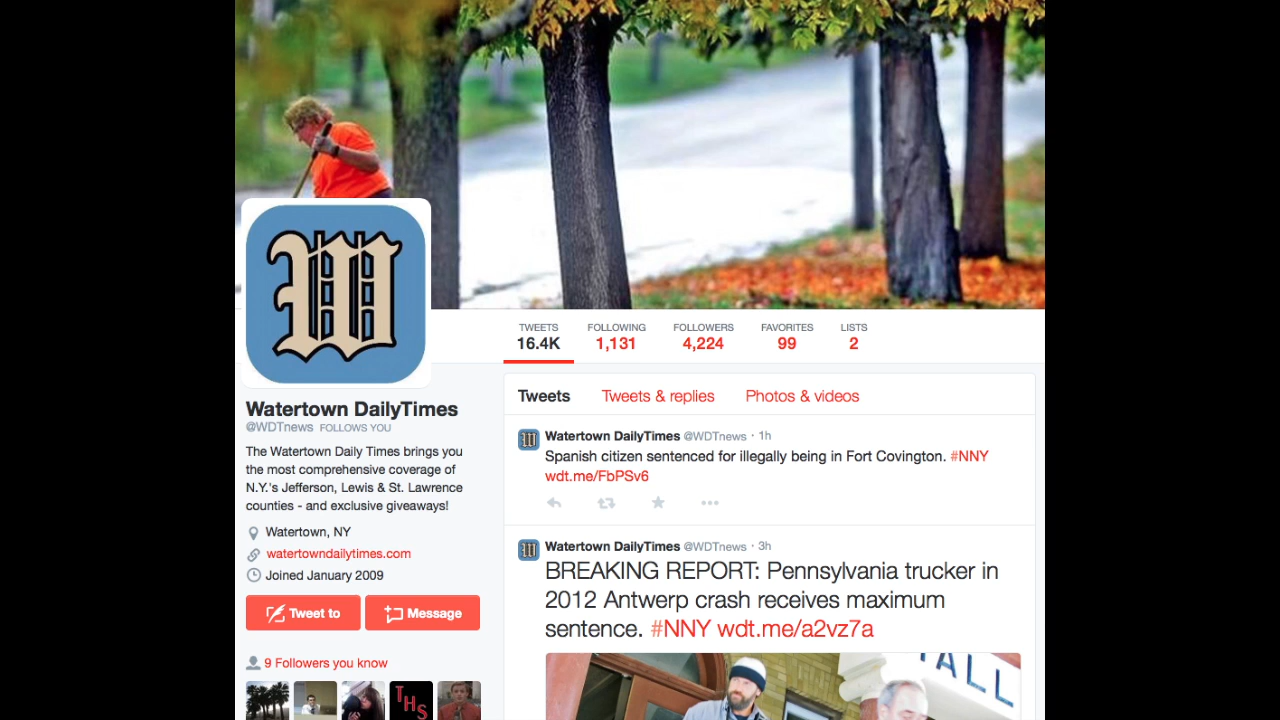 W
TWEETS FOLLOWING FOLLOWERS FAVORITES LISTS
16.4K 1,131 4,224 99 2
Watertown DailyTimes
@WDTnews FOLLOWS YOU
The Watertown Daily Times brings you
the most comprehensive coverage of
N.Y.'s Jefferson, Lewis & St. Lawrence
counties - and exclusive giveaways!
Watertown, NY
watertowndailytimes.com
Joined January 2009
Tweet to Message
9 Followers you know
THS
Tweets Tweets & replies Photos & videos
W
Watertown DailyTimes @WDTnews · 1h
Spanish citizen sentenced for illegally being in Fort Covington. #NNY
wdt.me/FbPSv6
W
Watertown DailyTimes @WDTnews · 3h
BREAKING REPORT: Pennsylvania trucker in
2012 Antwerp crash receives maximum
sentence. #NNY wdt.me/a2vz7a